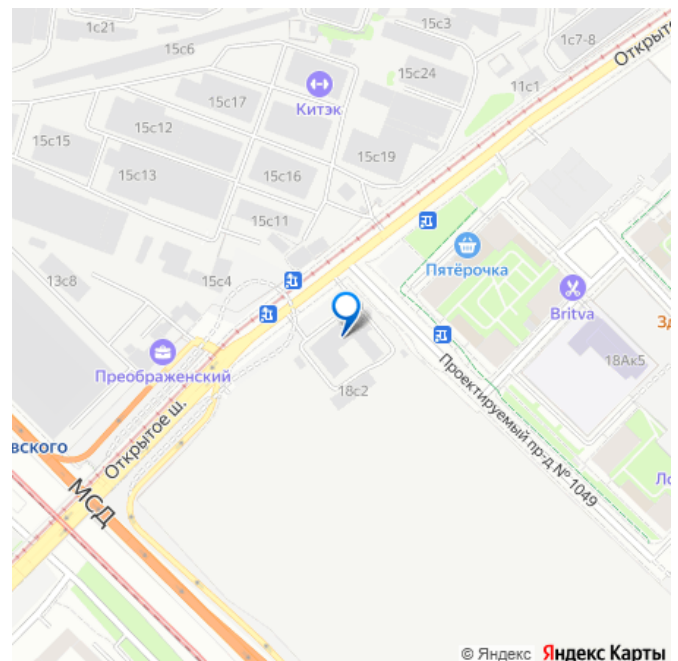 1с21
15с6
15с3
1с7-8
Открыто
15с24
11с1
Китэк
15с17
15с12
15с15
15с19
15с13
15с16
15с11
Пятёрочка
13с8
15с4
Britva
Зд
Преображенский
18Ак5
18с2
Проектируемый пр-д № 1049
Открытое ш.
вского
МСД
Ло
© Яндекс Яндекс Карты